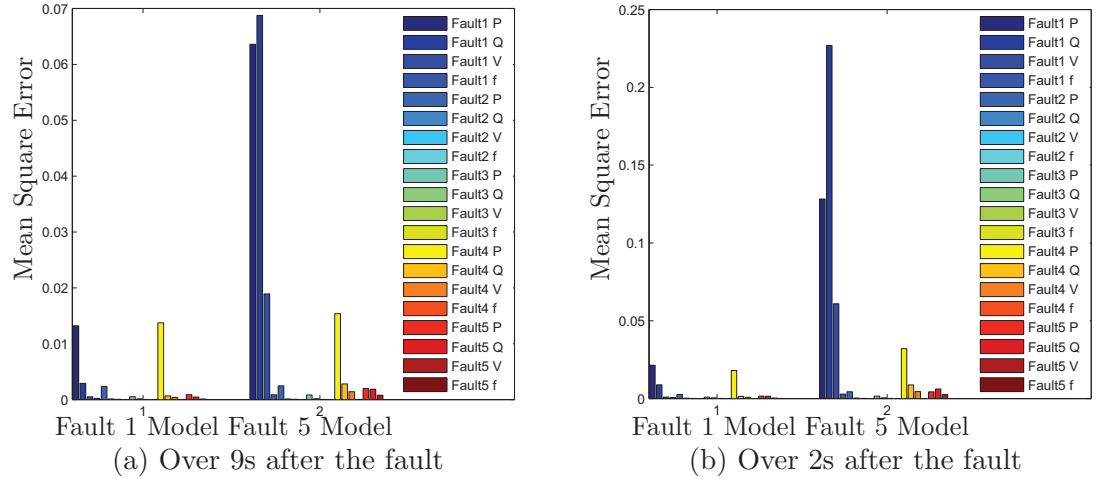 0.07
0.06
0.05
0.04
0.03
0.02
0.01
0
Mean Square Error
1
2
Fault 1 Model
Fault 5 Model
Fault1 P
Fault1 Q
Fault1 V
Fault1 f
Fault2 P
Fault2 Q
Fault2 V
Fault2 f
Fault3 P
Fault3 Q
Fault3 V
Fault3 f
Fault4 P
Fault4 Q
Fault4 V
Fault4 f
Fault5 P
Fault5 Q
Fault5 V
Fault5 f
(a) Over 9s after the fault
0.25
0.2
0.15
0.1
0.05
0
Mean Square Error
1
2
Fault 1 Model
Fault 5 Model
Fault1 P
Fault1 Q
Fault1 V
Fault1 f
Fault2 P
Fault2 Q
Fault2 V
Fault2 f
Fault3 P
Fault3 Q
Fault3 V
Fault3 f
Fault4 P
Fault4 Q
Fault4 V
Fault4 f
Fault5 P
Fault5 Q
Fault5 V
Fault5 f
(b) Over 2s after the fault